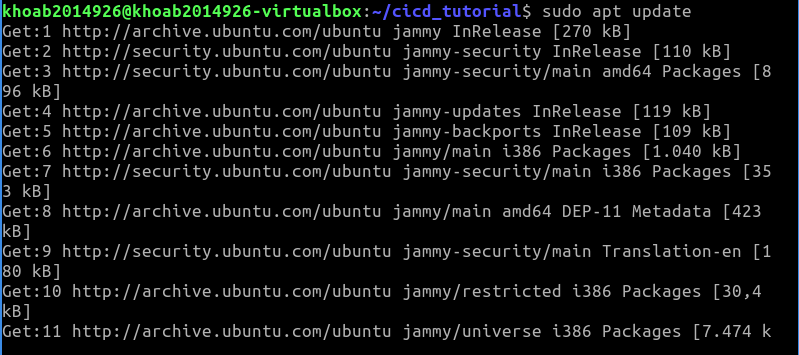 khoab2014926@khoab2014926-virtualbox:~/cicd_tutorial$ sudo apt update
Get:1 http://archive.ubuntu.com/ubuntu jammy InRelease [270 kB]
Get:2 http://security.ubuntu.com/ubuntu jammy-security InRelease [110 kB]
Get:3 http://security.ubuntu.com/ubuntu jammy-security/main amd64 Packages [8
96 kB]
Get:4 http://archive.ubuntu.com/ubuntu jammy-updates InRelease [119 kB]
Get:5 http://archive.ubuntu.com/ubuntu jammy-backports InRelease [109 kB]
Get:6 http://archive.ubuntu.com/ubuntu jammy/main i386 Packages [1.040 kB]
Get:7 http://security.ubuntu.com/ubuntu jammy-security/main i386 Packages [35
3 kB]
Get:8 http://archive.ubuntu.com/ubuntu jammy/main amd64 DEP-11 Metadata [423
kB]
Get:9 http://security.ubuntu.com/ubuntu jammy-security/main Translation-en [1
80 kB]
Get:10 http://archive.ubuntu.com/ubuntu jammy/restricted i386 Packages [30,4
kB]
Get:11 http://archive.ubuntu.com/ubuntu jammy/universe i386 Packages [7.474 k